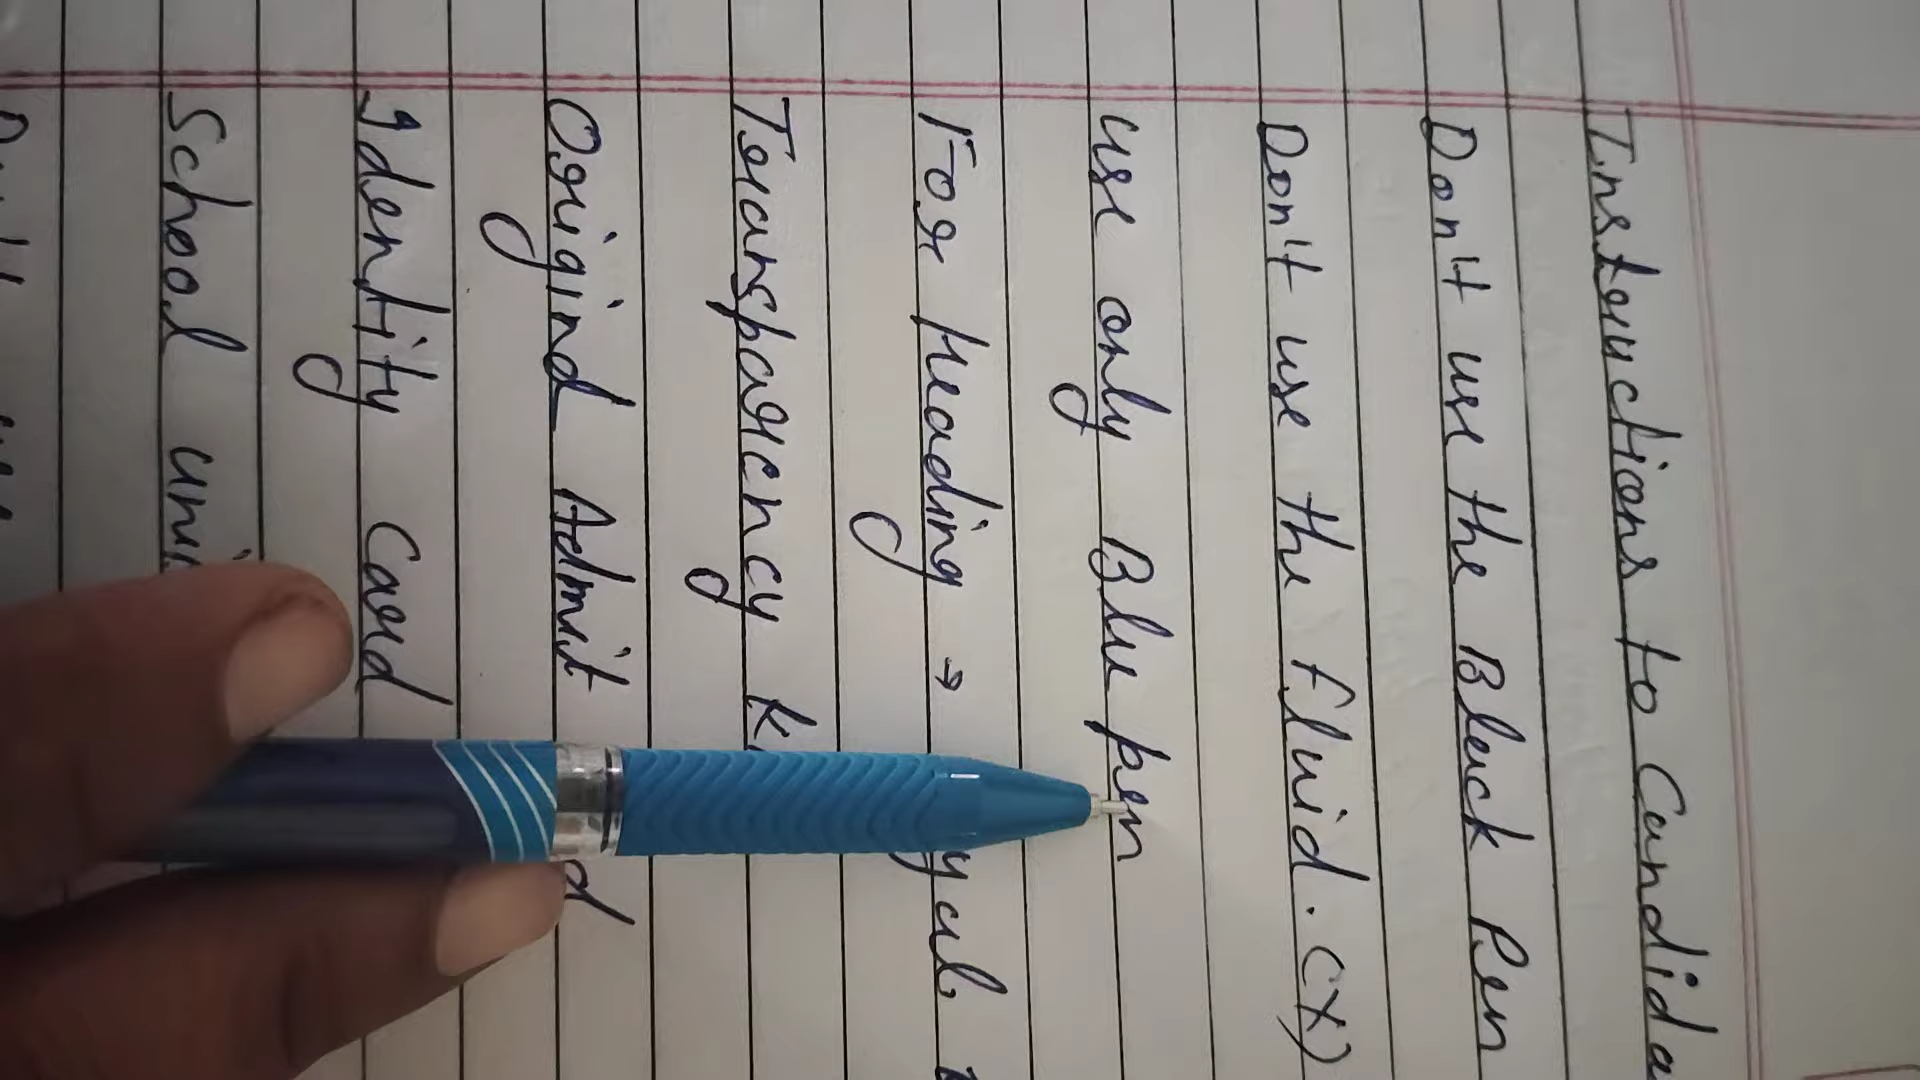 Instructions to Candida
Don't use the Black Pen
Don't use the Fluid. (X)
Use only Blue pen
For Heading →
Transparency
Original Admit
Identity Card
School uni